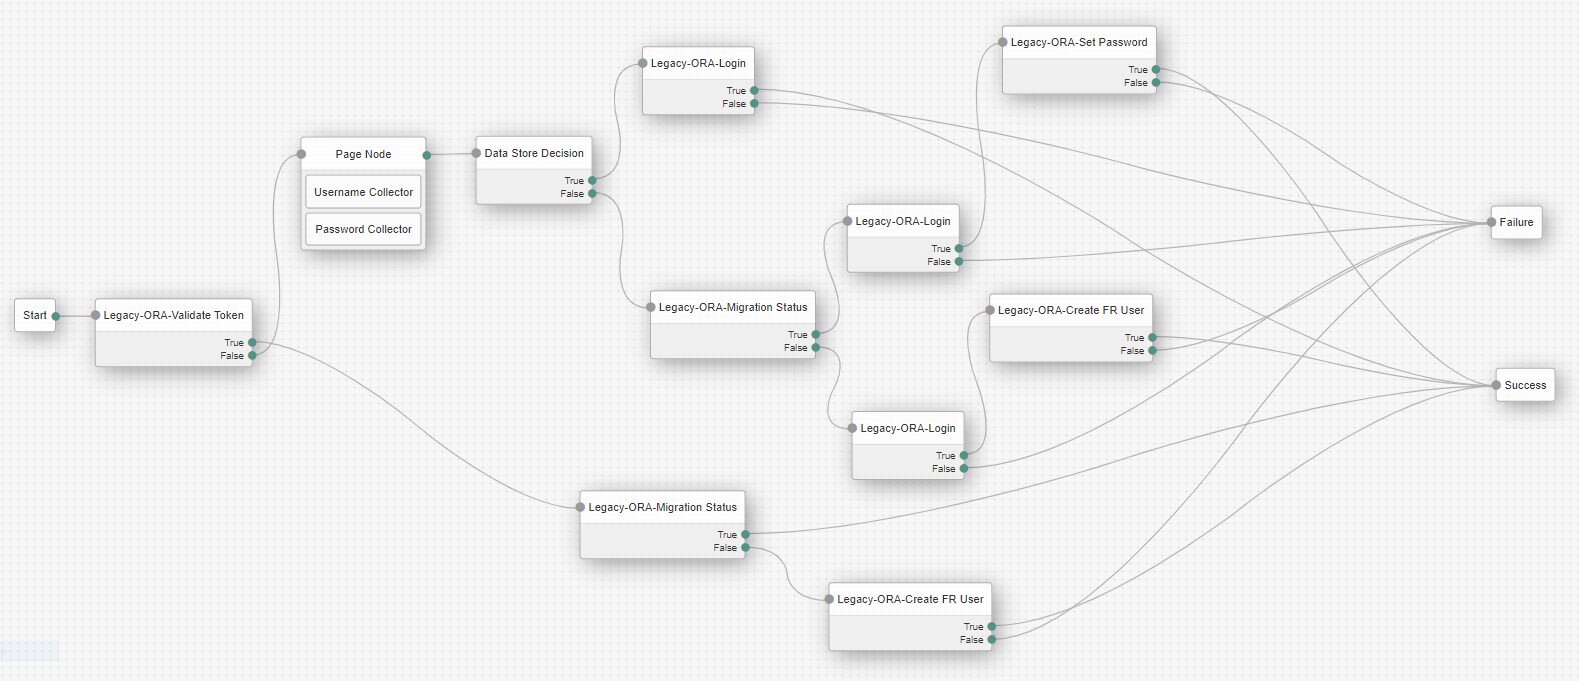 Start
Legacy-ORA-Validate Token
True
False
Page Node
Username Collector
Password Collector
Data Store Decision
True
False
Legacy-ORA-Login
True
False
Legacy-ORA-Migration Status
True
False
Legacy-ORA-Login
True
False
Legacy-ORA-Set Password
True
False
Legacy-ORA-Login
True
False
Legacy-ORA-Create FR User
True
False
Legacy-ORA-Migration Status
True
False
Legacy-ORA-Create FR User
True
False
Failure
Success